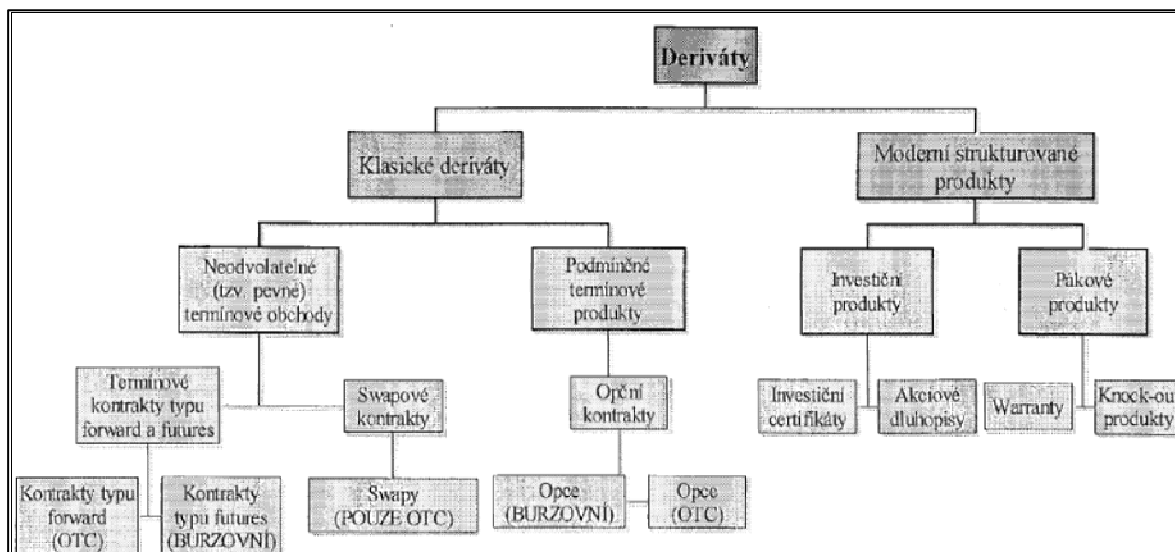 Deriváty
Klasické deriváty
Moderní strukturované
produkty
Neodvolatelné
(tzv. pevné)
termínové obchody
Podmínčné
termínové
produkty
Investiční
produkty
Pákové
produkty
Termínové
kontrakty typu
forward a futures
Swapové
kontrakty
Opční
kontrakty
Investiční
certifikáty
Akciové
dluhopisy
Warranty
Knock-out
produkty
Kontrakty typu
forward
(OTC)
Kontrakty
typu futures
(BURZOVNÍ)
Swapy
(POUZE OTC)
Opce
(BURZOVNÍ)
Opce
(OTC)